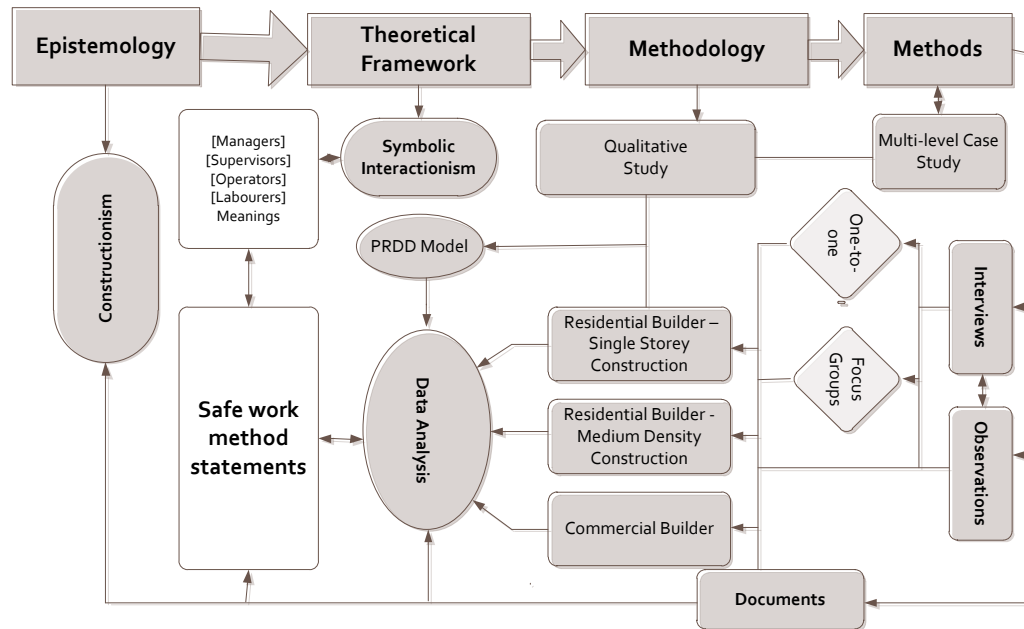 Epistemology
Theoretical
Framework
Methodology
Methods
[Managers]
[Supervisors]
[Operators]
[Labourers]
Meanings
Symbolic
Interactionism
Qualitative
Study
Multi-level Case
Study
Constructionism
PRDD Model
One-to-
one
Interviews
Safe work
method
statements
Data Analysis
Residential Builder –
Single Storey
Construction
Focus
Groups
Residential Builder -
Medium Density
Construction
Observations
Commercial Builder
Documents